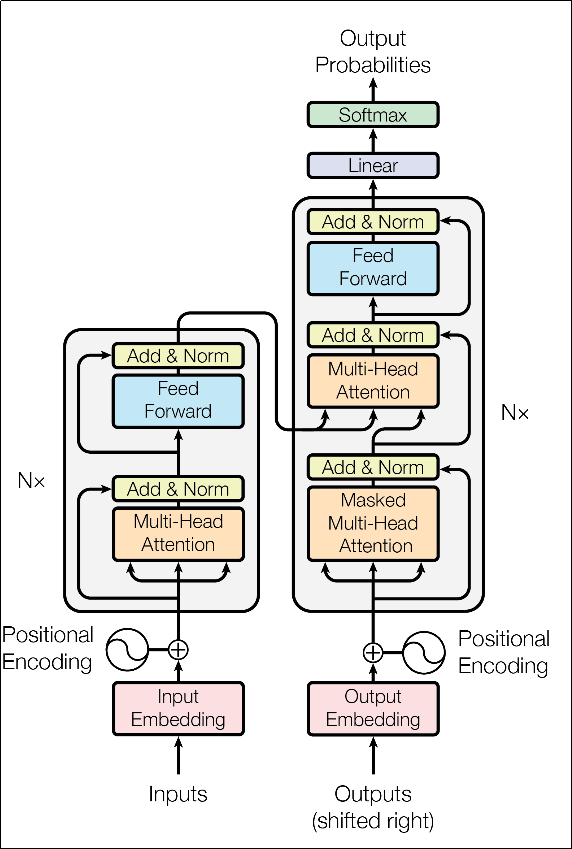 Output
Probabilities
Softmax
Linear
Add & Norm
Feed
Forward
Add & Norm
Multi-Head
Attention
Add & Norm
Masked
Multi-Head
Attention
N×
Add & Norm
Feed
Forward
Add & Norm
Multi-Head
Attention
N×
Positional
Encoding
Positional
Encoding
Input
Embedding
Output
Embedding
Inputs
Outputs
(shifted right)